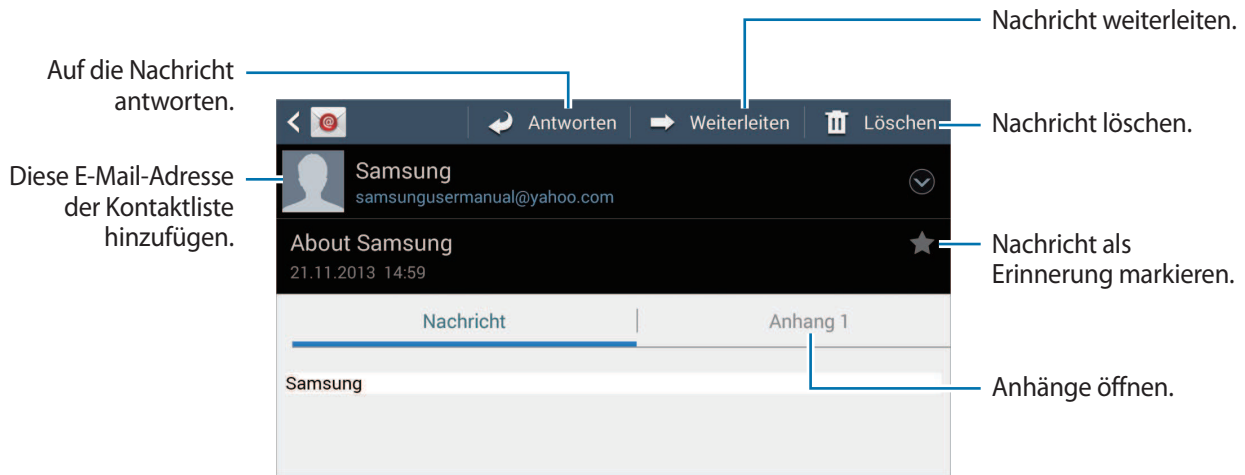 Nachricht weiterleiten.
Auf die Nachricht
antworten.
Antworten
Weiterleiten
Löschen
Nachricht löschen.
Diese E-Mail-Adresse
der Kontaktliste
hinzufügen.
Samsung
samsungusermanual@yahoo.com
About Samsung
21.11.2013 14:59
Nachricht als
Erinnerung markieren.
Nachricht
Anhang 1
Samsung
Anhänge öffnen.